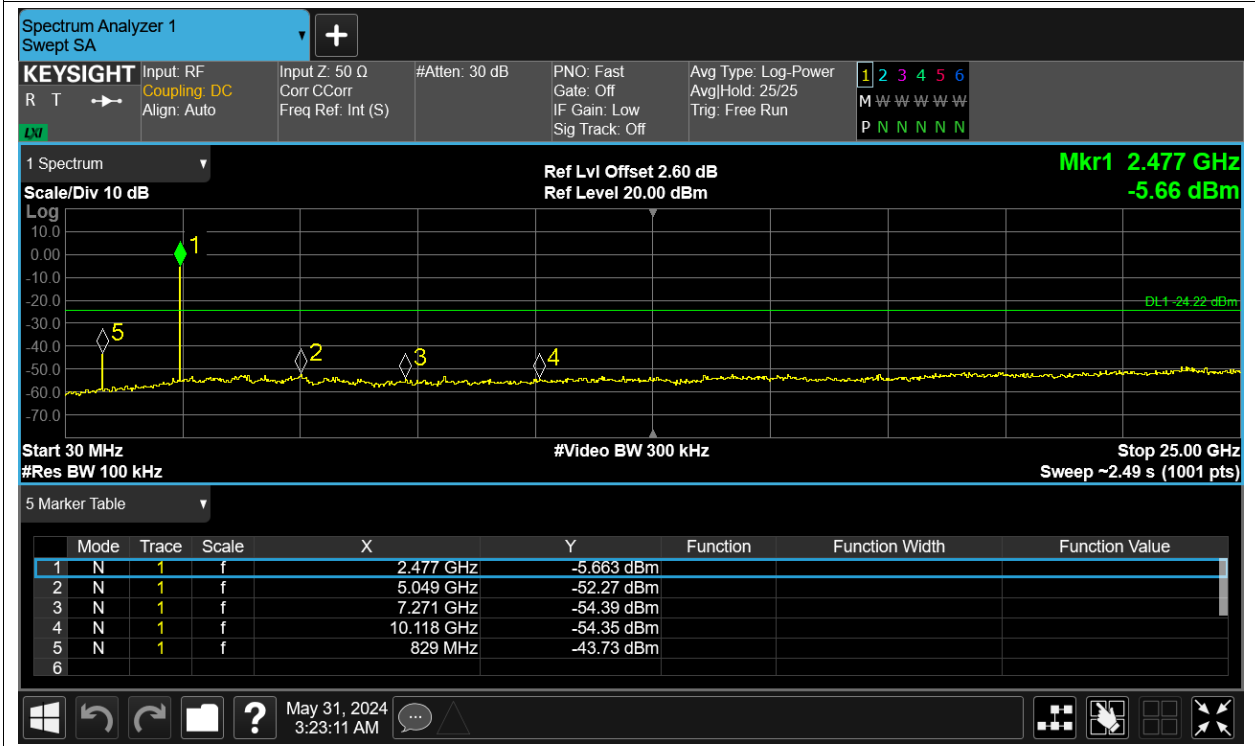 Spectrum Analyzer 1
Swept SA
+
KEYSIGHT
R T
LXI
Input: RF
Coupling: DC
Align: Auto
Input Z: 50 Ω
Corr CCorr
Freq Ref: Int (S)
#Atten: 30 dB
PNO: Fast
Gate: Off
IF Gain: Low
Sig Track: Off
Avg Type: Log-Power
Avg|Hold: 25/25
Trig: Free Run
1 2 3 4 5 6
M W W W W W
P N N N N N
1 Spectrum
Scale/Div 10 dB
Ref Lvl Offset 2.60 dB
Ref Level 20.00 dBm
Mkr1 2.477 GHz
-5.66 dBm
Log
10.0
0.00
-10.0
-20.0
-30.0
-40.0
-50.0
-60.0
-70.0
1
DL1 -24.22 dBm
5
2
3
4
Start 30 MHz
#Res BW 100 kHz
#Video BW 300 kHz
Stop 25.00 GHz
Sweep ~2.49 s (1001 pts)
5 Marker Table
Mode Trace Scale X Y Function Function Width Function Value
1 N 1 f 2.477 GHz -5.663 dBm
2 N 1 f 5.049 GHz -52.27 dBm
3 N 1 f 7.271 GHz -54.39 dBm
4 N 1 f 10.118 GHz -54.35 dBm
5 N 1 f 829 MHz -43.73 dBm
6
?
May 31, 2024
3:23:11 AM